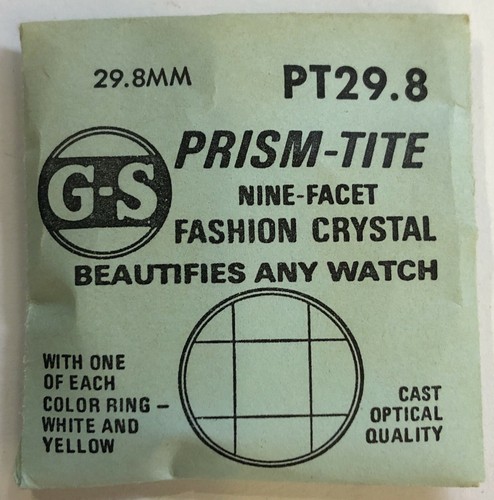 29.8MM PT29.8
G-S PRISM-TITE
NINE-FACET
FASHION CRYSTAL
BEAUTIFIES ANY WATCH
WITH ONE
OF EACH
COLOR RING –
WHITE AND
YELLOW
CAST
OPTICAL
QUALITY